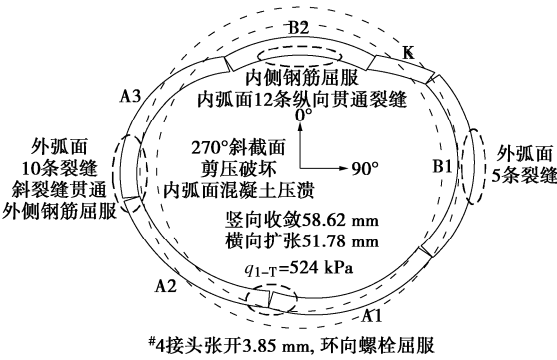 B2
K
A3
内侧钢筋屈服
内弧面12条纵向贯通裂缝
0°
外弧面
10条裂缝
斜裂缝贯通
外侧钢筋屈服
270°斜截面
剪压破坏
内弧面混凝土压溃
90°
B1
外弧面
5条裂缝
竖向收敛58.62 mm
横向扩张51.78 mm
q1-T=524 kPa
A2
A1
#4接头张开3.85 mm, 环向螺栓屈服